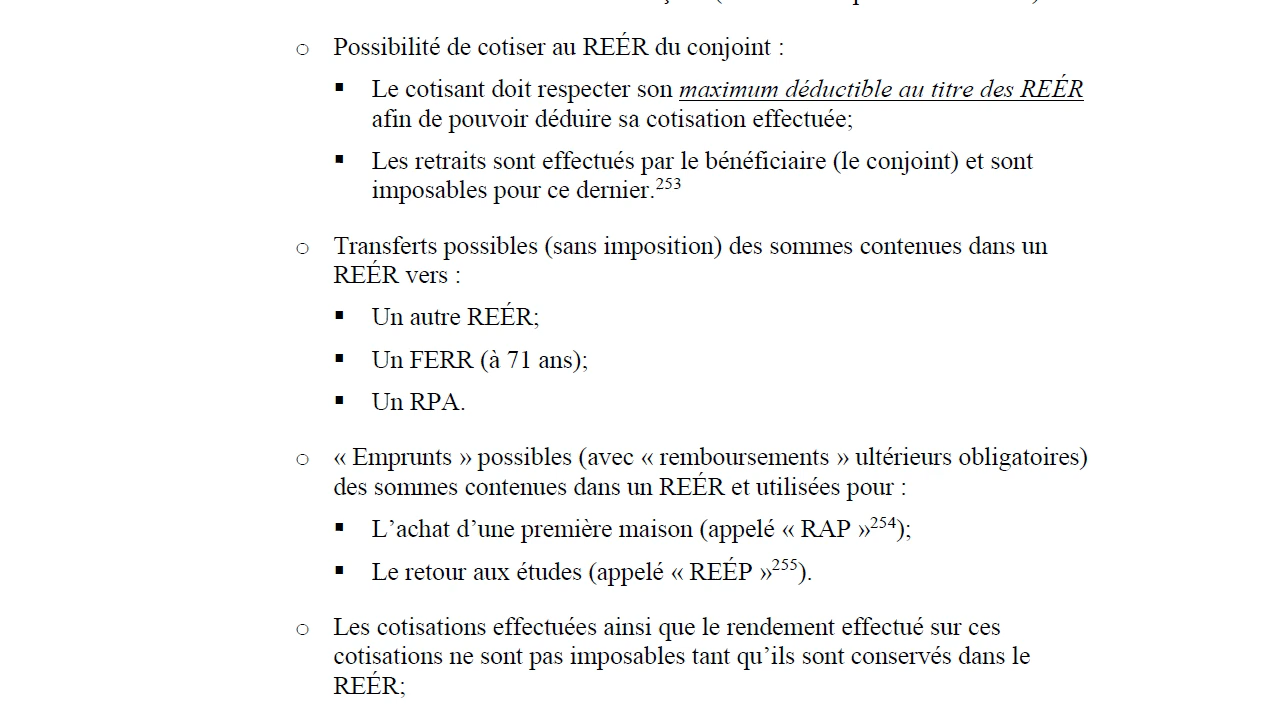 o Possibilité de cotiser au REÉR du conjoint :
▪ Le cotisant doit respecter son maximum déductible au titre des REÉR
afin de pouvoir déduire sa cotisation effectuée;
▪ Les retraits sont effectués par le bénéficiaire (le conjoint) et sont
imposables pour ce dernier.253
o Transferts possibles (sans imposition) des sommes contenues dans un
REÉR vers :
▪ Un autre REÉR;
▪ Un FERR (à 71 ans);
▪ Un RPA.
o « Emprunts » possibles (avec « remboursements » ultérieurs obligatoires)
des sommes contenues dans un REÉR et utilisées pour :
▪ L’achat d’une première maison (appelé « RAP »254);
▪ Le retour aux études (appelé « REÉP »255).
o Les cotisations effectuées ainsi que le rendement effectué sur ces
cotisations ne sont pas imposables tant qu’ils sont conservés dans le
REÉR;